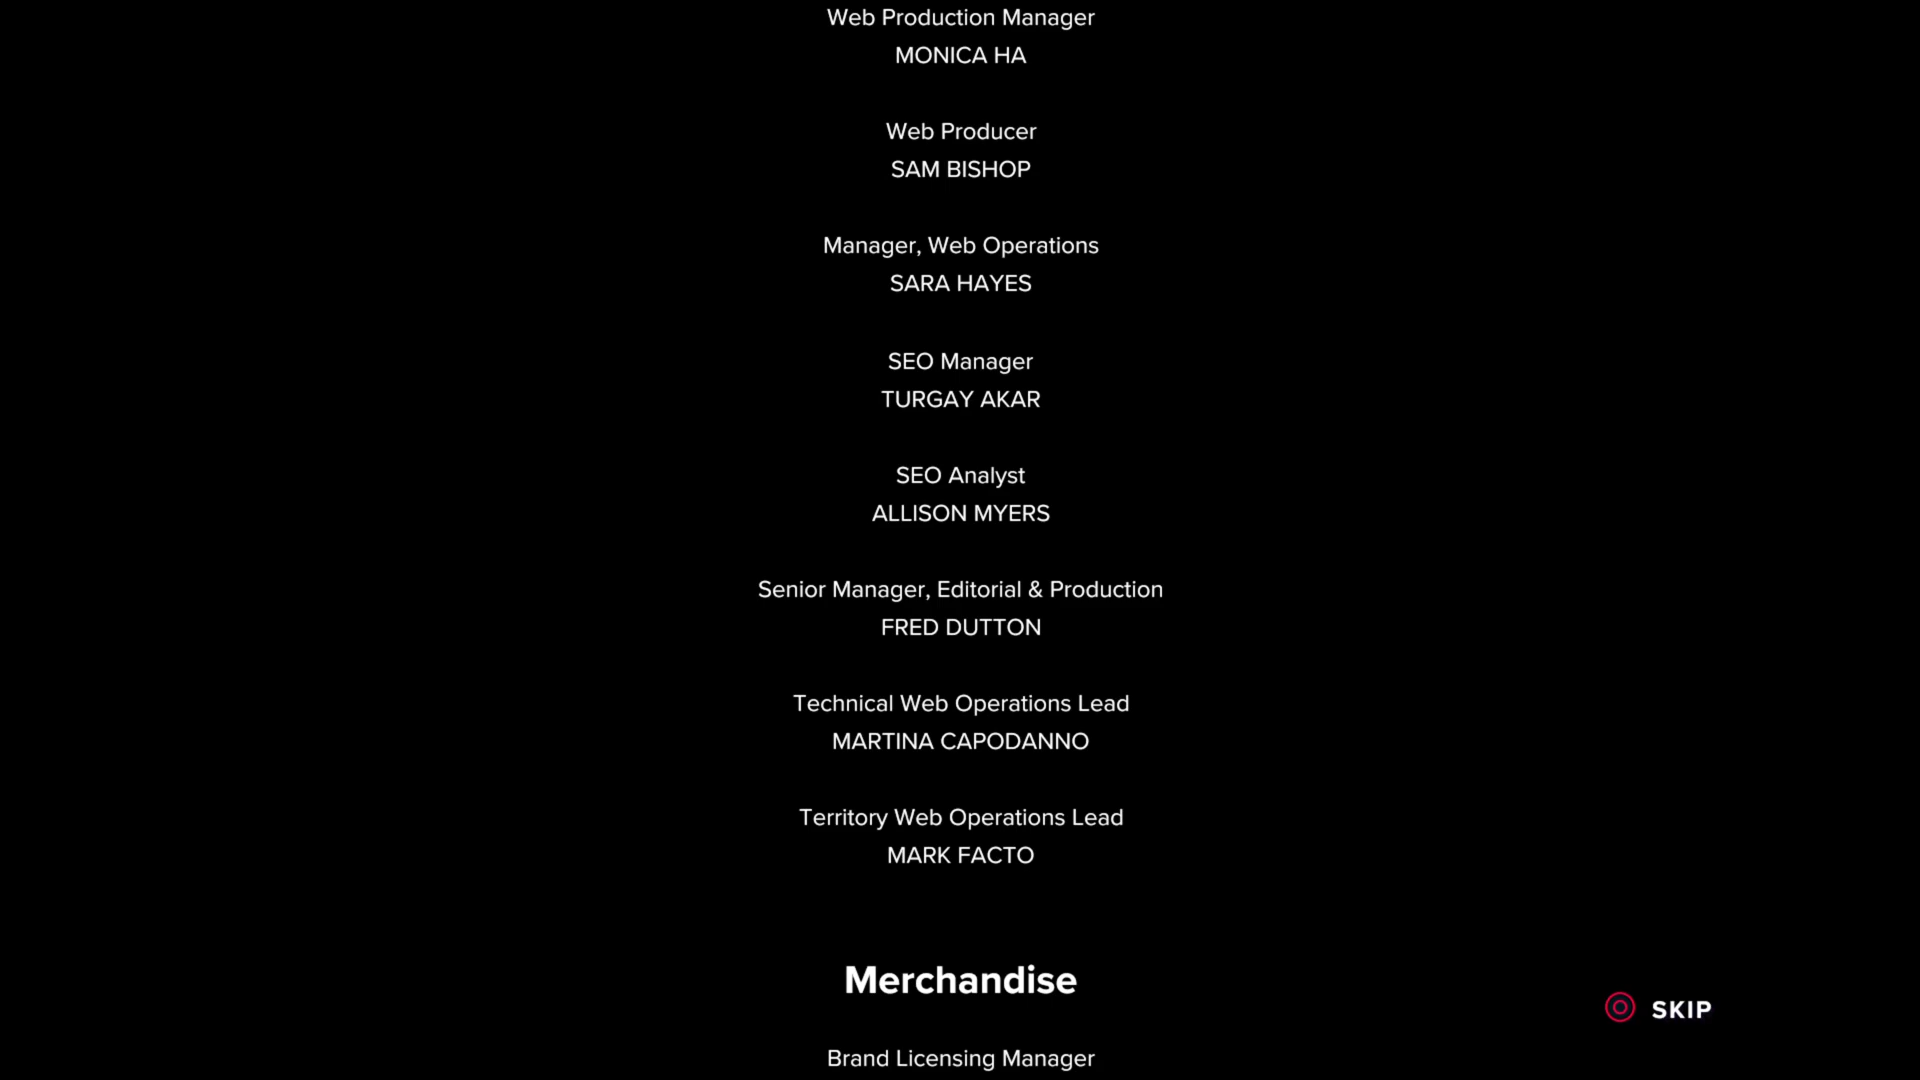 Web Production Manager
MONICA HA
Web Producer
SAM BISHOP
Manager, Web Operations
SARA HAYES
SEO Manager
TURGAY AKAR
SEO Analyst
ALLISON MYERS
Senior Manager, Editorial & Production
FRED DUTTON
Technical Web Operations Lead
MARTINA CAPODANNO
Territory Web Operations Lead
MARK FACTO
Merchandise
SKIP
Brand Licensing Manager